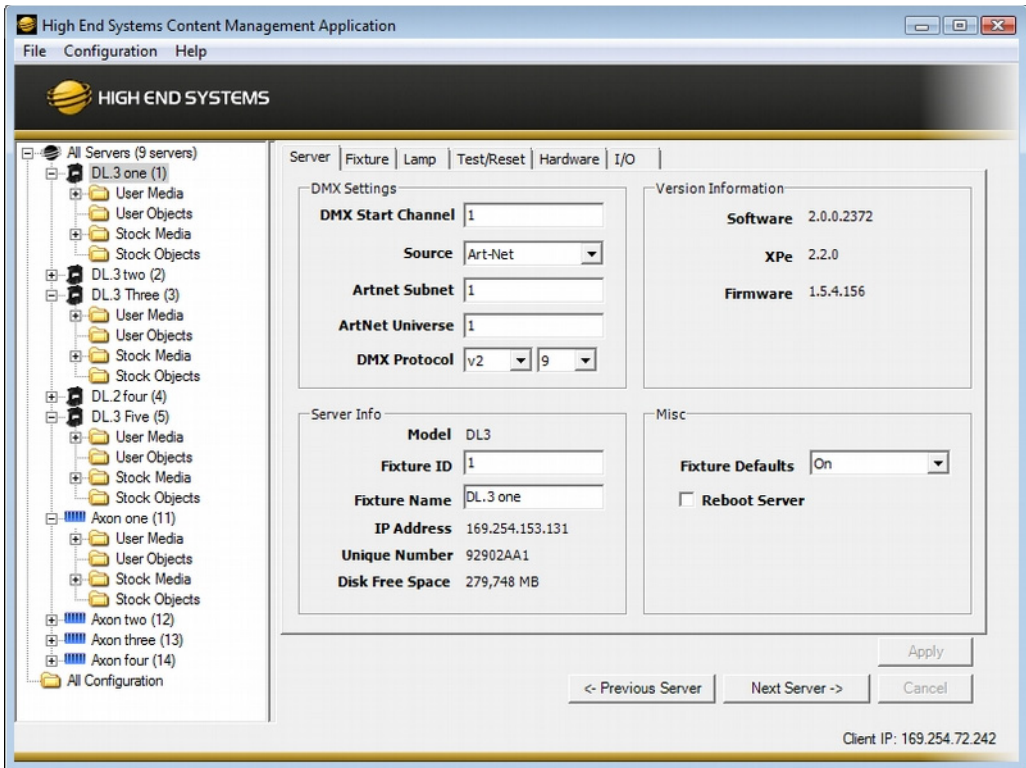 High End Systems Content Management Application
File Configuration Help
HIGH END SYSTEMS
All Servers (9 servers)
DL.3 one (1)
User Media
User Objects
Stock Media
Stock Objects
DL.3 two (2)
DL.3 Three (3)
User Media
User Objects
Stock Media
Stock Objects
DL.2 four (4)
DL.3 Five (5)
User Media
User Objects
Stock Media
Stock Objects
Axon one (11)
User Media
User Objects
Stock Media
Stock Objects
Axon two (12)
Axon three (13)
Axon four (14)
All Configuration
Server Fixture Lamp Test/Reset Hardware I/O
DMX Settings
DMX Start Channel 1
Source Art-Net
Artnet Subnet 1
ArtNet Universe 1
DMX Protocol v2 9
Version Information
Software 2.0.0.2372
XPe 2.2.0
Firmware 1.5.4.156
Server Info
Model DL3
Fixture ID 1
Fixture Name DL.3 one
IP Address 169.254.153.131
Unique Number 92902AA1
Disk Free Space 279,748 MB
Misc
Fixture Defaults On
Reboot Server
Apply
<- Previous Server Next Server -> Cancel
Client IP: 169.254.72.242